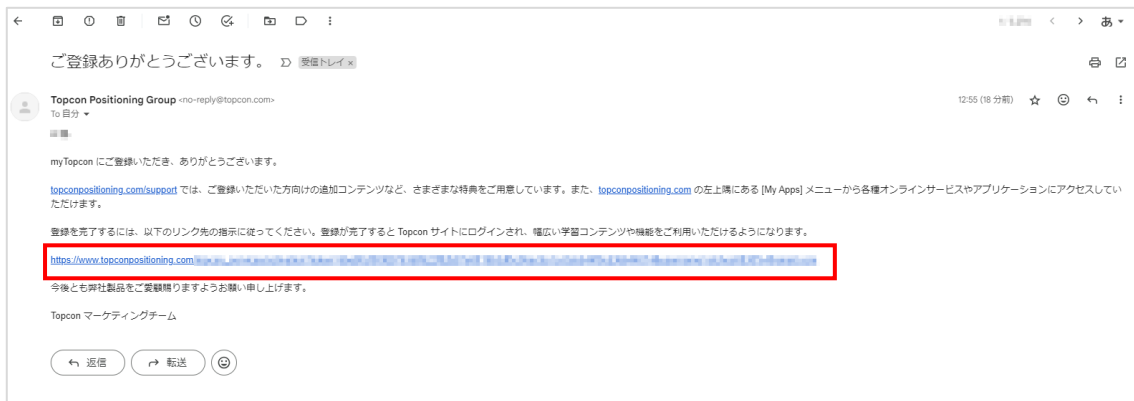 あ
ご登録ありがとうございます。 受信トレイ ×
Topcon Positioning Group <no-reply@topcon.com> 12:55 (18 分前)
To 自分
myTopcon にご登録いただき、ありがとうございます。
topconpositioning.com/support では、ご登録いただいた方向けの追加コンテンツなど、さまざまな特典をご用意しています。また、topconpositioning.com の左上隅にある [My Apps] メニューから各種オンラインサービスやアプリケーションにアクセスしてい
ただけます。
登録を完了するには、以下のリンク先の指示に従ってください。登録が完了すると Topcon サイトにログインされ、幅広い学習コンテンツや機能をご利用いただけるようになります。
https://www.topconpositioning.com/
今後とも弊社製品をご愛顧賜りますようお願い申し上げます。
Topcon マーケティングチーム
返信 転送